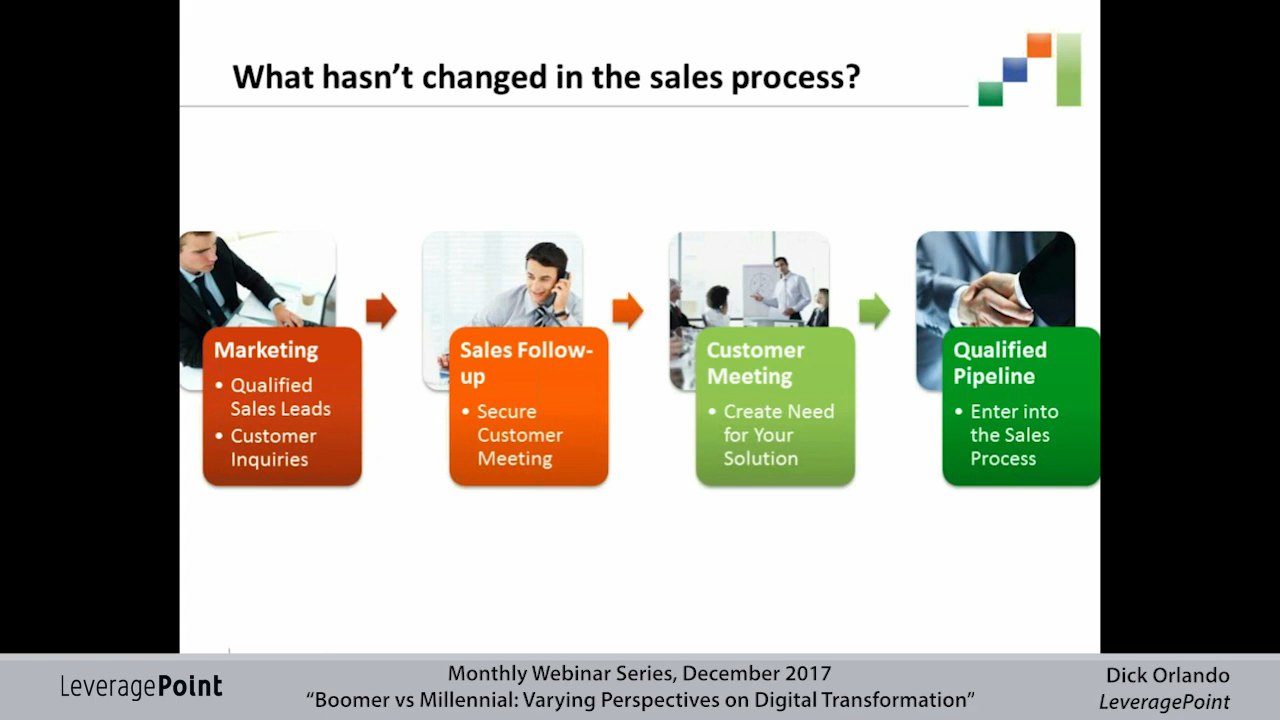 What hasn't changed in the sales process?
Marketing
• Qualified
Sales Leads
• Customer
Inquiries
Sales Follow-
up
• Secure
Customer
Meeting
Customer
Meeting
• Create Need
for Your
Solution
Qualified
Pipeline
• Enter into
the Sales
Process
LeveragePoint
Monthly Webinar Series, December 2017
“Boomer vs Millennial: Varying Perspectives on Digital Transformation”
Dick Orlando
LeveragePoint